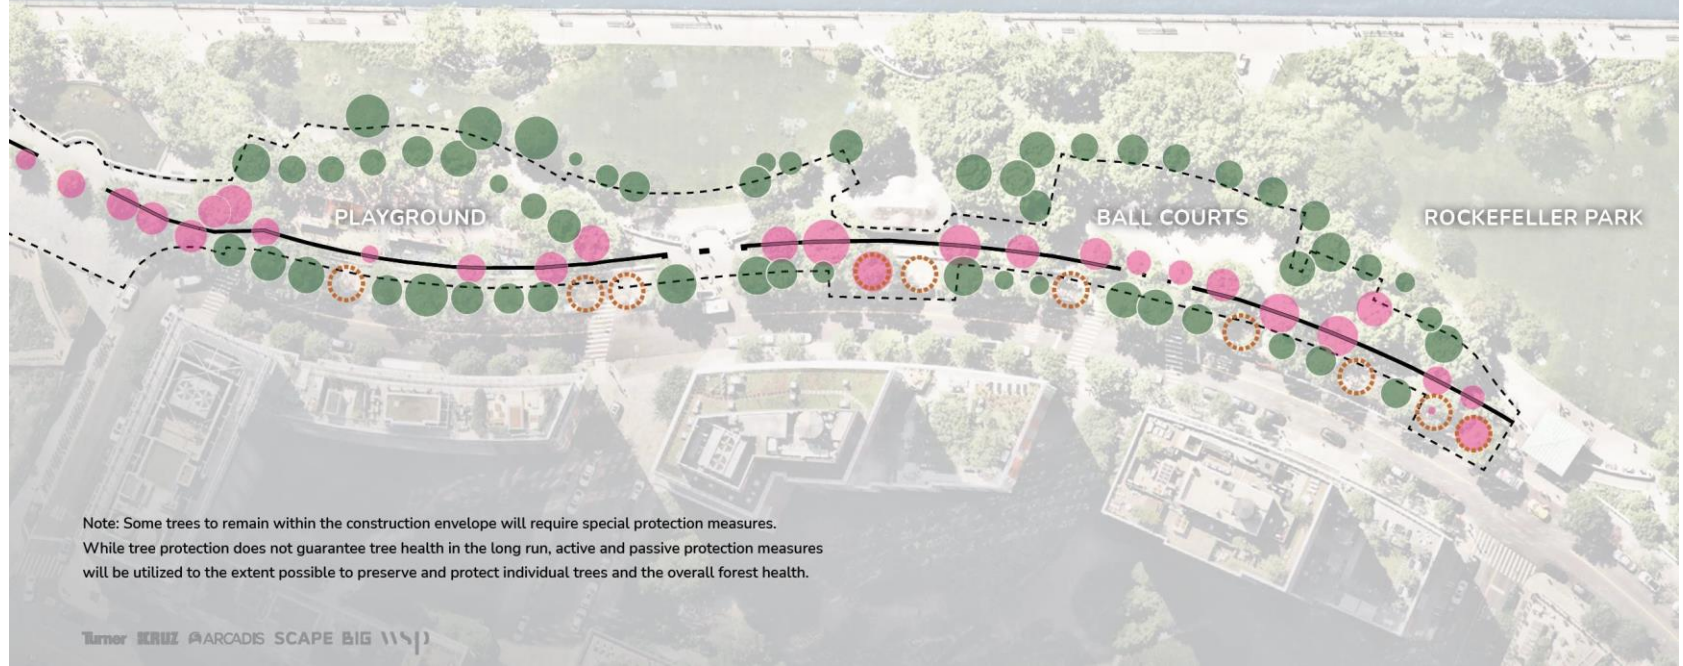 PLAYGROUND
BALL COURTS
ROCKEFELLER PARK
Note: Some trees to remain within the construction envelope will require special protection measures.
While tree protection does not guarantee tree health in the long run, active and passive protection measures
will be utilized to the extent possible to preserve and protect individual trees and the overall forest health.
Turner KRUZ ARCADIS SCAPE BIG WSP